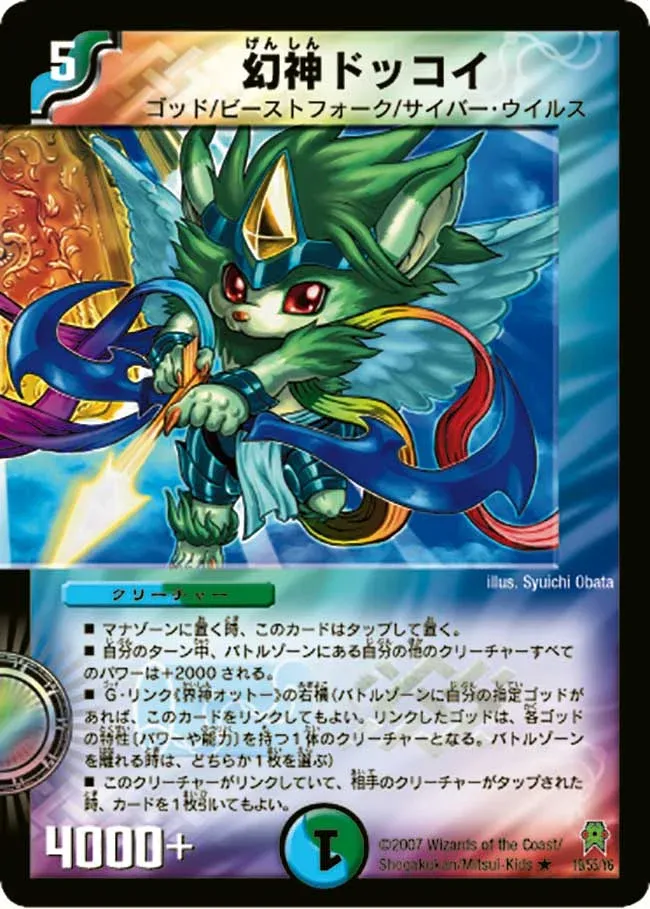 5
げんしん
幻神ドッコイ
ゴッド/ビーストフォーク/サイバー・ウイルス
illus. Syuichi Obata
クリーチャー
■ マナゾーンに置く時、このカードはタップして置く。
■ 自分のターン中、バトルゾーンにある自分の他のクリーチャーすべて
のパワーは+2000される。
■ G・リンク《界神オットー》の右横(バトルゾーンに自分の指定ゴッドが
あれば、このカードをリンクしてもよい。リンクしたゴッドは、各ゴッド
の特性〔パワーや能力〕を持つ1体のクリーチャーとなる。バトルゾーン
を離れる時は、どちらか1枚を選ぶ)
■ このクリーチャーがリンクしていて、相手のクリーチャーがタップされた
時、カードを1枚引いてもよい。
4000+
1
©2007 Wizards of the Coast/
Shogakukan/Mitsui-Kids ★
19/55/Y6